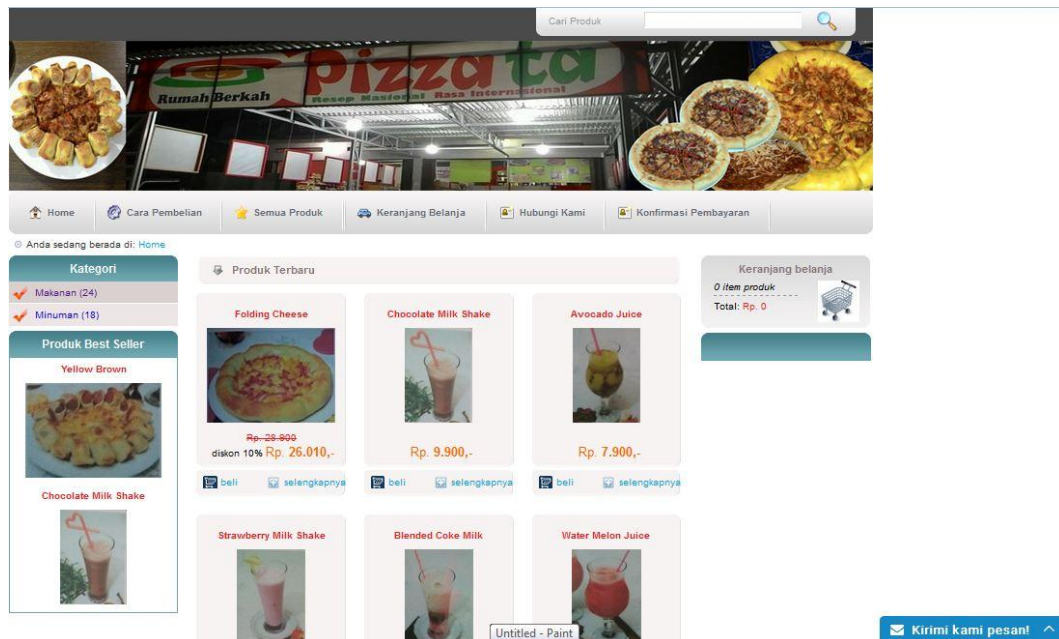 Cari Produk
Rumah Berkah
pizza ta
Resep Nasional Rasa Internasional
Home
Cara Pembelian
Semua Produk
Keranjang Belanja
Hubungi Kami
Konfirmasi Pembayaran
Anda sedang berada di: Home
Kategori
Makanan (24)
Minuman (18)
Produk Best Seller
Yellow Brown
Chocolate Milk Shake
Produk Terbaru
Folding Cheese
Chocolate Milk Shake
Avocado Juice
Rp. 28.900
diskon 10% Rp. 26.010,-
Rp. 9.900,-
Rp. 7.900,-
beli selengkapnya
beli selengkapnya
beli selengkapnya
Strawberry Milk Shake
Blended Coke Milk
Water Melon Juice
Keranjang belanja
0 item produk
Total: Rp. 0
Untitled - Paint
Kirimi kami pesan!